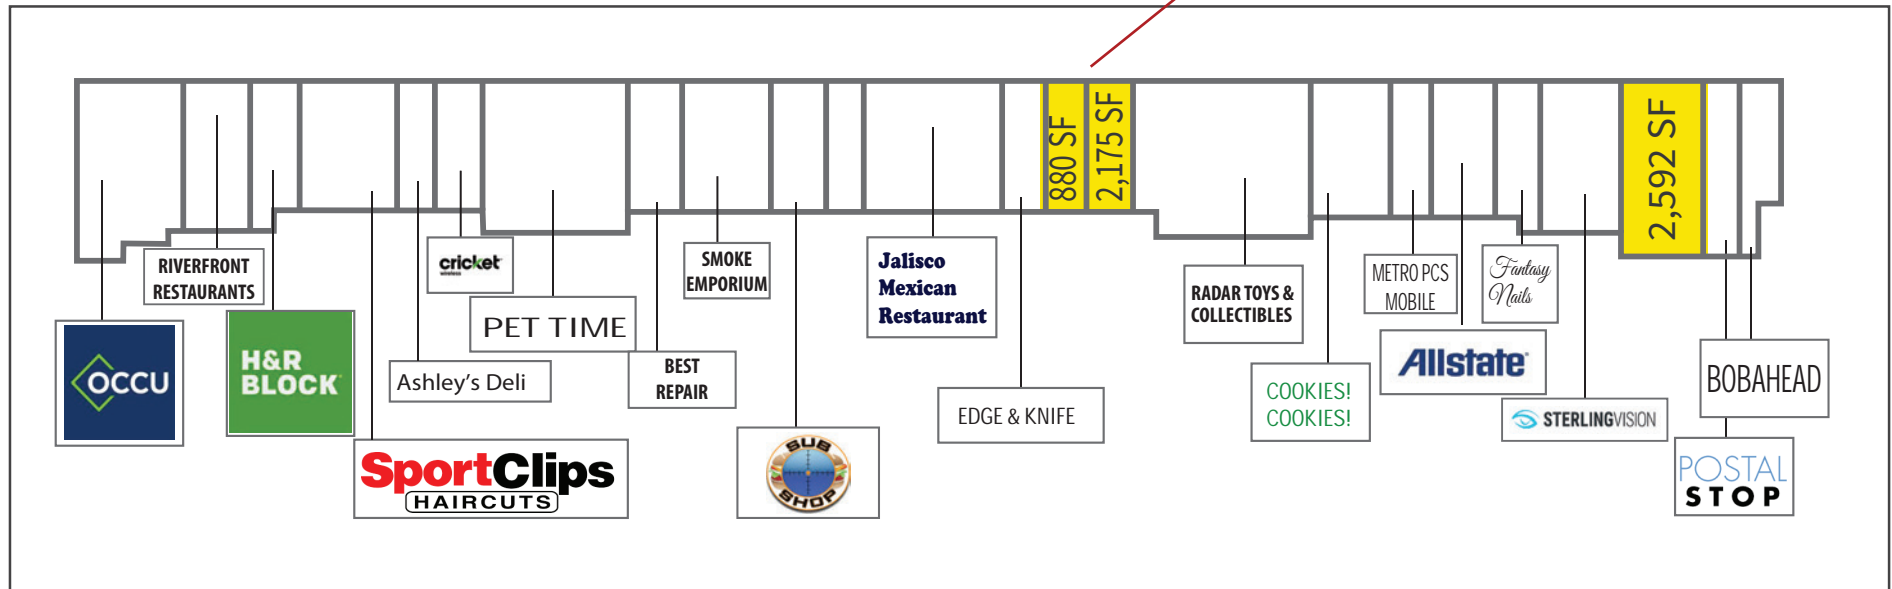 880 SF
2,175 SF
2,592 SF
RIVERFRONT
RESTAURANTS
cricket
wireless
SMOKE
EMPORIUM
Jalisco
Mexican
Restaurant
RADAR TOYS &
COLLECTIBLES
METRO PCS
MOBILE
Fantasy
Nails
OCCU
H&R
BLOCK
PET TIME
Ashley's Deli
BEST
REPAIR
EDGE & KNIFE
COOKIES!
COOKIES!
Allstate
BOBAHEAD
STERLINGVISION
SportClips
HAIRCUTS
SUB
SHOP
POSTAL
STOP